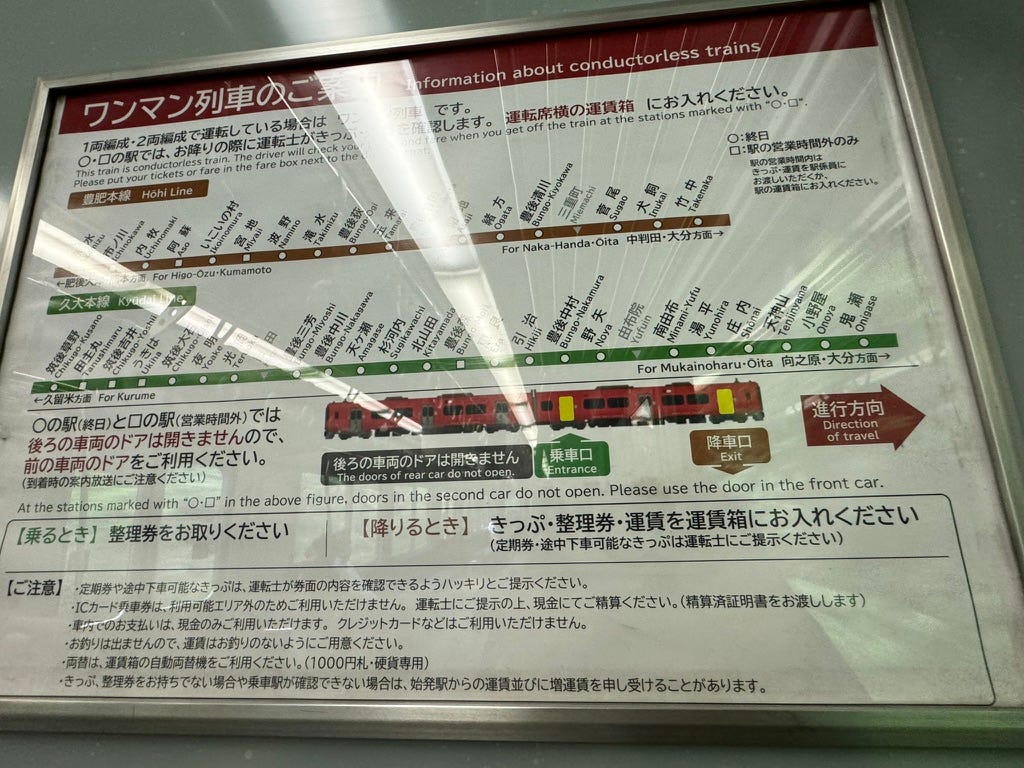 ワンマン列車のご案
Information about conductorless trains
1両編成・2両編成で運転している場合は ワン 列車 です。
〇・口の駅では、お降りの際に運転士がきっぷ を確認します。 運転席横の運賃箱 にお入れください。
This is conductorless train. The driver will check your fare when you get off the train at the stations marked with "〇・□".
Please put your tickets or fare in the fare box next to the
〇:終日
口:駅の営業時間外のみ
駅の営業時間内は
きっぷ・運賃を駅係員に
お渡しいただくか、
駅の運賃箱にお入れください。
豊肥本線 Hōhi Line
市ノ川 Ichinokawa
内牧 Uchinomaki
阿蘇 Aso
いこいの村 Ikoinomura
宮地 Miyaji
波野 Namino
滝水 Takimizu
豊後荻 Bungo-Ogi
玉来
緒方 Ogata
豊後清川 Bungo-Kiyokawa
三重町 Miemachi
菅尾 Sugao
犬飼 Inukai
竹中 Takenaka
For Higo-Ōzu・Kumamoto
For Naka-Handa・Ōita 中判田・大分方面→
久大本線 Kyūdai Line
筑後草野 Chikugo-Kusano
田主丸 Tanushimaru
筑後吉井 Chikugo-Yoshii
うきは Ukiha
筑後大石
夜明
光岡
豊後三芳 Bungo-Miyoshi
豊後中川 Bungo-Nakagawa
天ケ瀬 Amagase
杉河内 Sugikawachi
北山田 Kitayamada
引治 Hikiji
豊後中村 Bungo-Nakamura
野矢 Noya
由布院 Yufuin
南由布 Minami-Yufu
湯平 Yunohira
庄内 Shōnai
天神山 Tenjinyama
小野屋 Onoya
鬼瀬 Onigase
←久留米方面 For Kurume
For Mukainoharu・Oita 向之原・大分方面→
〇の駅(終日)と口の駅(営業時間外)では
後ろの車両のドアは開きませんので、
前の車両のドアをご利用ください。
(到着時の案内放送にご注意ください)
後ろの車両のドアは開きません
The doors of rear car do not open.
乗車口
Entrance
降車口
Exit
進行方向
Direction
of travel
At the stations marked with "〇・□" in the above figure, doors in the second car do not open. Please use the door in the front car.
【乗るとき】整理券をお取りください
【降りるとき】 きっぷ・整理券・運賃を運賃箱にお入れください
(定期券・途中下車可能なきっぷは運転士にご提示ください)
【ご注意】 ・定期券や途中下車可能なきっぷは、運転士が券面の内容を確認できるようハッキリとご提示ください。
・ICカード乗車券は、利用可能エリア外のためご利用いただけません。運転士にご提示の上、現金にてご精算ください。(精算済証明書をお渡しします)
・車内でのお支払いは、現金のみご利用いただけます。クレジットカードなどはご利用いただけません。
・お釣りは出ませんので、運賃はお釣りのないようにご用意ください。
・両替は、運賃箱の自動両替機をご利用ください。(1000円札・硬貨専用)
・きっぷ、整理券をお持ちでない場合や乗車駅が確認できない場合は、始発駅からの運賃並びに増運賃を申し受けることがあります。